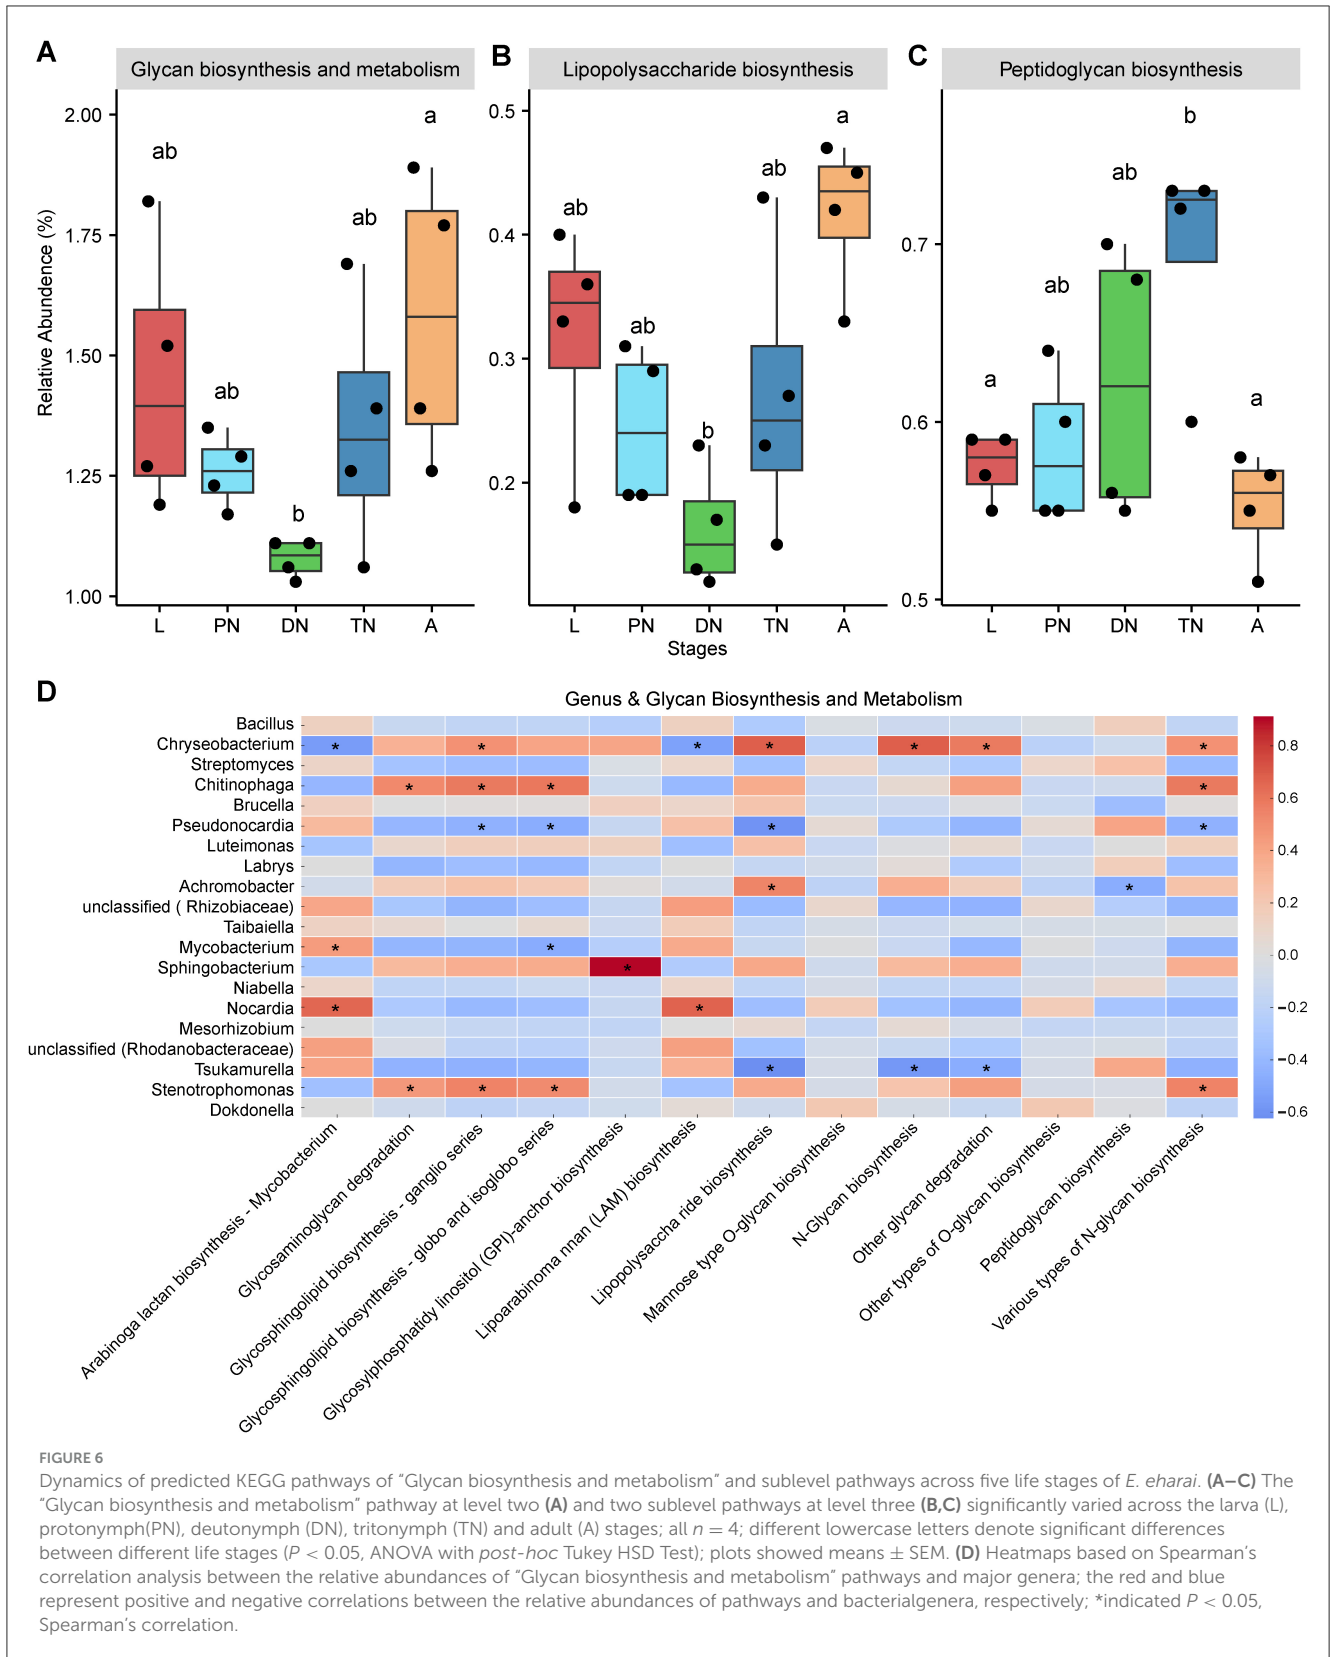 A
B
C
Glycan biosynthesis and metabolism
Lipopolysaccharide biosynthesis
Peptidoglycan biosynthesis
Relative Abundence (%)
2.00
1.75
1.50
1.25
1.00
ab
ab
b
ab
a
L
PN
DN
TN
A
0.5
0.4
0.3
0.2
ab
ab
b
ab
a
L
PN
DN
TN
A
Stages
0.7
0.6
0.5
a
ab
ab
b
a
L
PN
DN
TN
A
D
Genus & Glycan Biosynthesis and Metabolism
Bacillus
Chryseobacterium * * * * * * *
Streptomyces
Chitinophaga * * * *
Brucella
Pseudonocardia * * * *
Luteimonas
Labrys
Achromobacter * *
unclassified ( Rhizobiaceae)
Taibaiella
Mycobacterium * *
Sphingobacterium *
Niabella
Nocardia * *
Mesorhizobium
unclassified (Rhodanobacteraceae)
Tsukamurella * * *
Stenotrophomonas * * * *
Dokdonella
0.8
0.6
0.4
0.2
0.0
−0.2
−0.4
−0.6
Arabinoga lactan biosynthesis - Mycobacterium
Glycosaminoglycan degradation
Glycosphingolipid biosynthesis - ganglio series
Glycosphingolipid biosynthesis - globo and isoglobo series
Glycosylphosphatidy linositol (GPI)-anchor biosynthesis
Lipoarabinoma nnan (LAM) biosynthesis
Lipopolysaccha ride biosynthesis
Mannose type O-glycan biosynthesis
N-Glycan biosynthesis
Other glycan degradation
Other types of O-glycan biosynthesis
Peptidoglycan biosynthesis
Various types of N-glycan biosynthesis
FIGURE 6
Dynamics of predicted KEGG pathways of “Glycan biosynthesis and metabolism” and sublevel pathways across five life stages of E. eharai. (A–C) The
“Glycan biosynthesis and metabolism” pathway at level two (A) and two sublevel pathways at level three (B,C) significantly varied across the larva (L),
protonymph(PN), deutonymph (DN), tritonymph (TN) and adult (A) stages; all n = 4; different lowercase letters denote significant differences
between different life stages (P < 0.05, ANOVA with post-hoc Tukey HSD Test); plots showed means ± SEM. (D) Heatmaps based on Spearman’s
correlation analysis between the relative abundances of “Glycan biosynthesis and metabolism” pathways and major genera; the red and blue
represent positive and negative correlations between the relative abundances of pathways and bacterialgenera, respectively; *indicated P < 0.05,
Spearman’s correlation.